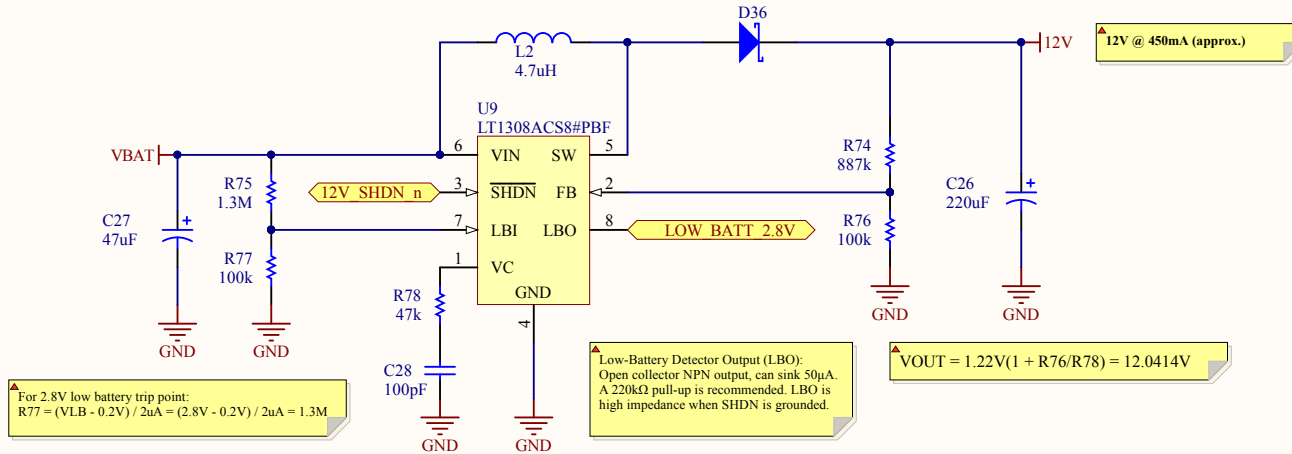 D36
12V
12V @ 450mA (approx.)
L2
4.7uH
U9
LT1308ACS8#PBF
VBAT
6
VIN
SW
5
R74
887k
R75
1.3M
12V_SHDN_n
3
SHDN
FB
2
C26
220uF
C27
47uF
7
LBI
LBO
8
LOW_BATT_2.8V
R76
100k
R77
100k
1
VC
GND
4
R78
47k
C28
100pF
GND
GND
GND
GND
GND
GND
For 2.8V low battery trip point:
R77 = (VLB - 0.2V) / 2uA = (2.8V - 0.2V) / 2uA = 1.3M
Low-Battery Detector Output (LBO):
Open collector NPN output, can sink 50µA.
A 220kΩ pull-up is recommended. LBO is
high impedance when SHDN is grounded.
VOUT = 1.22V(1 + R76/R78) = 12.0414V